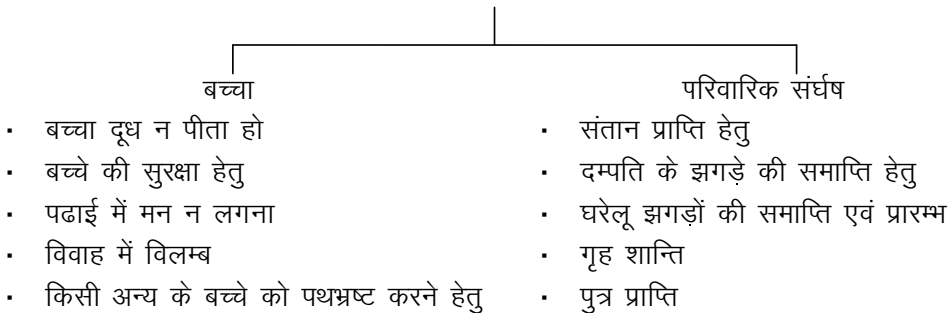 बच्चा
· बच्चा दूध न पीता हो
· बच्चे की सुरक्षा हेतु
· पढाई में मन न लगना
· विवाह में विलम्ब
· किसी अन्य के बच्चे को पथभ्रष्ट करने हेतु
परिवारिक संर्घष
· संतान प्राप्ति हेतु
· दम्पति के झगड़े की समाप्ति हेतु
· घरेलू झगड़ों की समाप्ति एवं प्रारम्भ
· गृह शान्ति
· पुत्र प्राप्ति